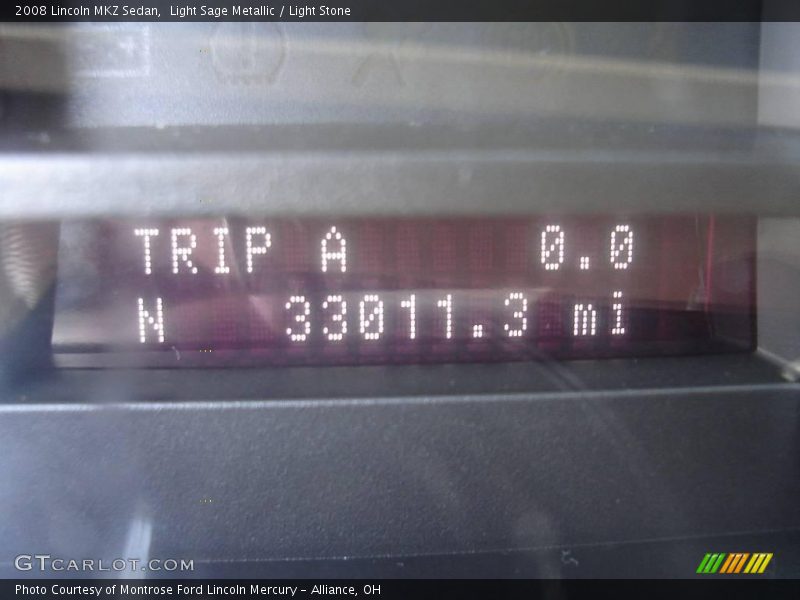 2008 Lincoln MKZ Sedan,  Light Sage Metallic / Light Stone
TRIP A 0.0
N 33011.3 mi
GTCARLOT.COM
Photo Courtesy of Montrose Ford Lincoln Mercury - Alliance, OH